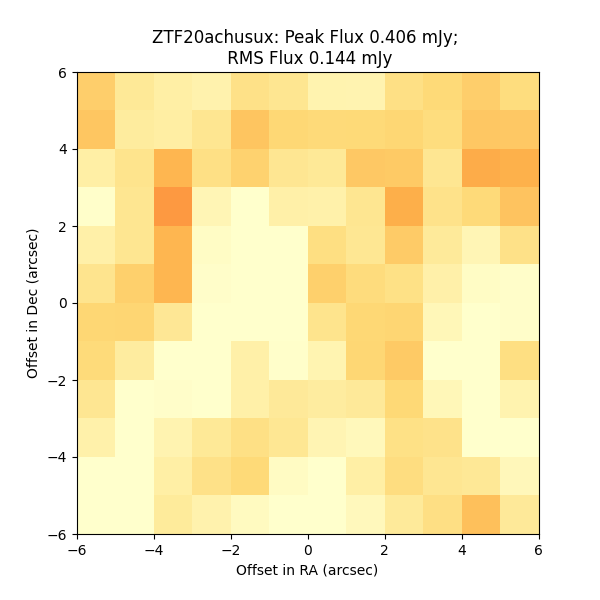 ZTF20achusux: Peak Flux 0.406 mJy;
RMS Flux 0.144 mJy
6
4
2
0
−2
−4
−6
Offset in Dec (arcsec)
−6 −4 −2 0 2 4 6
Offset in RA (arcsec)